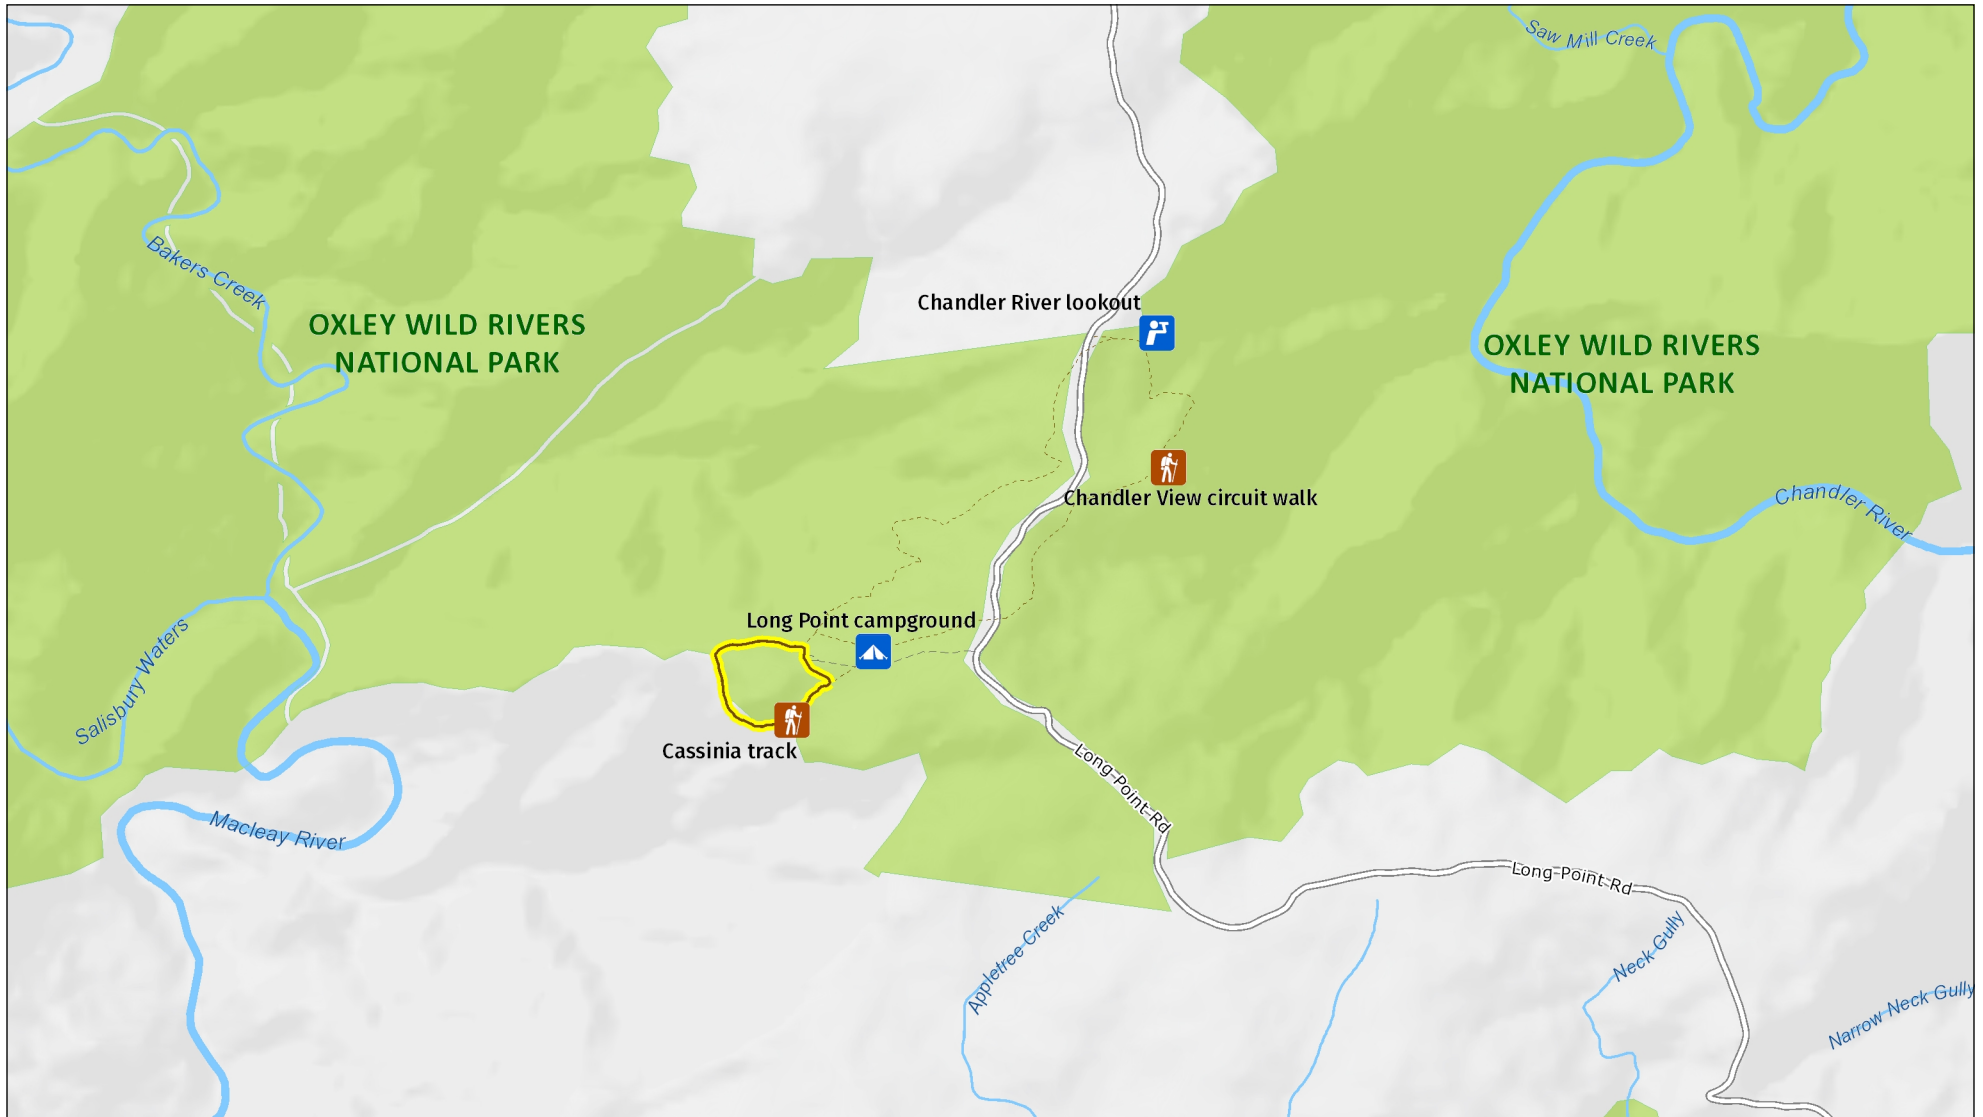 Saw Mill Creek
Bakers Creek
Chandler River lookout
OXLEY WILD RIVERS
NATIONAL PARK
OXLEY WILD RIVERS
NATIONAL PARK
Chandler View circuit walk
Chandler River
Long Point campground
Salisbury Waters
Cassinia track
Long Point Rd
Macleay River
Long Point Rd
Appletree Creek
Neck Gully
Narrow Neck Gully